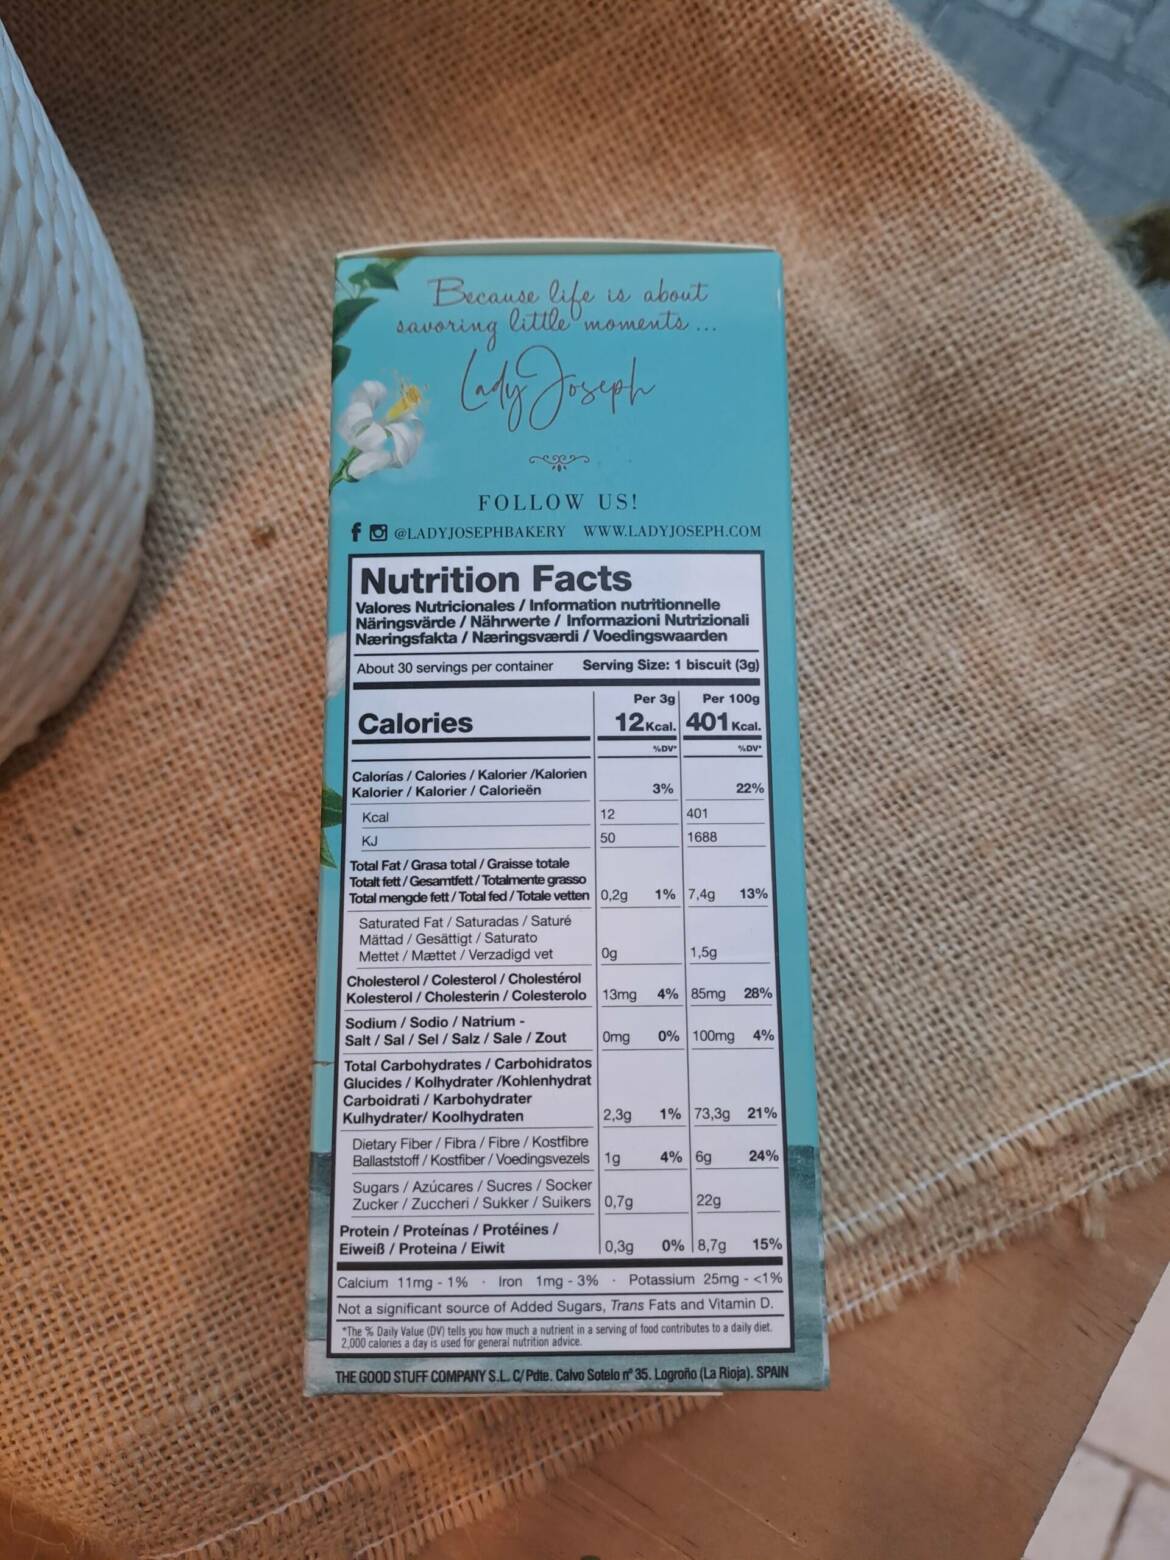 Because life is about
savoring little moments ...
Lady Joseph
FOLLOW US!
@LADYJOSEPHBAKERY WWW.LADYJOSEPH.COM
Nutrition Facts
Valores Nutricionales / Information nutritionnelle
Näringsvärde / Nährwerte / Informazioni Nutrizionali
Næringsfakta / Næringsværdi / Voedingswaarden
About 30 servings per container Serving Size: 1 biscuit (3g)
Per 3g Per 100g
Calories 12 Kcal. 401 Kcal.
%DV* %DV*
Calorías / Calories / Kalorier /Kalorien
Kalorier / Kalorier / Calorieën 3% 22%
Kcal 12 401
KJ 50 1688
Total Fat / Grasa total / Graisse totale
Totalt fett / Gesamtfett / Totalmente grasso
Total mengde fett / Total fed / Totale vetten 0,2g 1% 7,4g 13%
Saturated Fat / Saturadas / Saturé
Mättad / Gesättigt / Saturato
Mettet / Mættet / Verzadigd vet 0g 1,5g
Cholesterol / Colesterol / Cholestérol
Kolesterol / Cholesterin / Colesterolo 13mg 4% 85mg 28%
Sodium / Sodio / Natrium -
Salt / Sal / Sel / Salz / Sale / Zout 0mg 0% 100mg 4%
Total Carbohydrates / Carbohidratos
Glucides / Kolhydrater /Kohlenhydrat
Carboidrati / Karbohydrater
Kulhydrater/ Koolhydraten 2,3g 1% 73,3g 21%
Dietary Fiber / Fibra / Fibre / Kostfibre
Ballaststoff / Kostfiber / Voedingsvezels 1g 4% 6g 24%
Sugars / Azúcares / Sucres / Socker
Zucker / Zuccheri / Sukker / Suikers 0,7g 22g
Protein / Proteínas / Protéines /
Eiweiß / Proteina / Eiwit 0,3g 0% 8,7g 15%
Calcium 11mg - 1% · Iron 1mg - 3% · Potassium 25mg - <1%
Not a significant source of Added Sugars, Trans Fats and Vitamin D.
*The % Daily Value (DV) tells you how much a nutrient in a serving of food contributes to a daily diet.
2,000 calories a day is used for general nutrition advice.
THE GOOD STUFF COMPANY S.L. C/ Pdte. Calvo Sotelo nº 35. Logroño (La Rioja). SPAIN